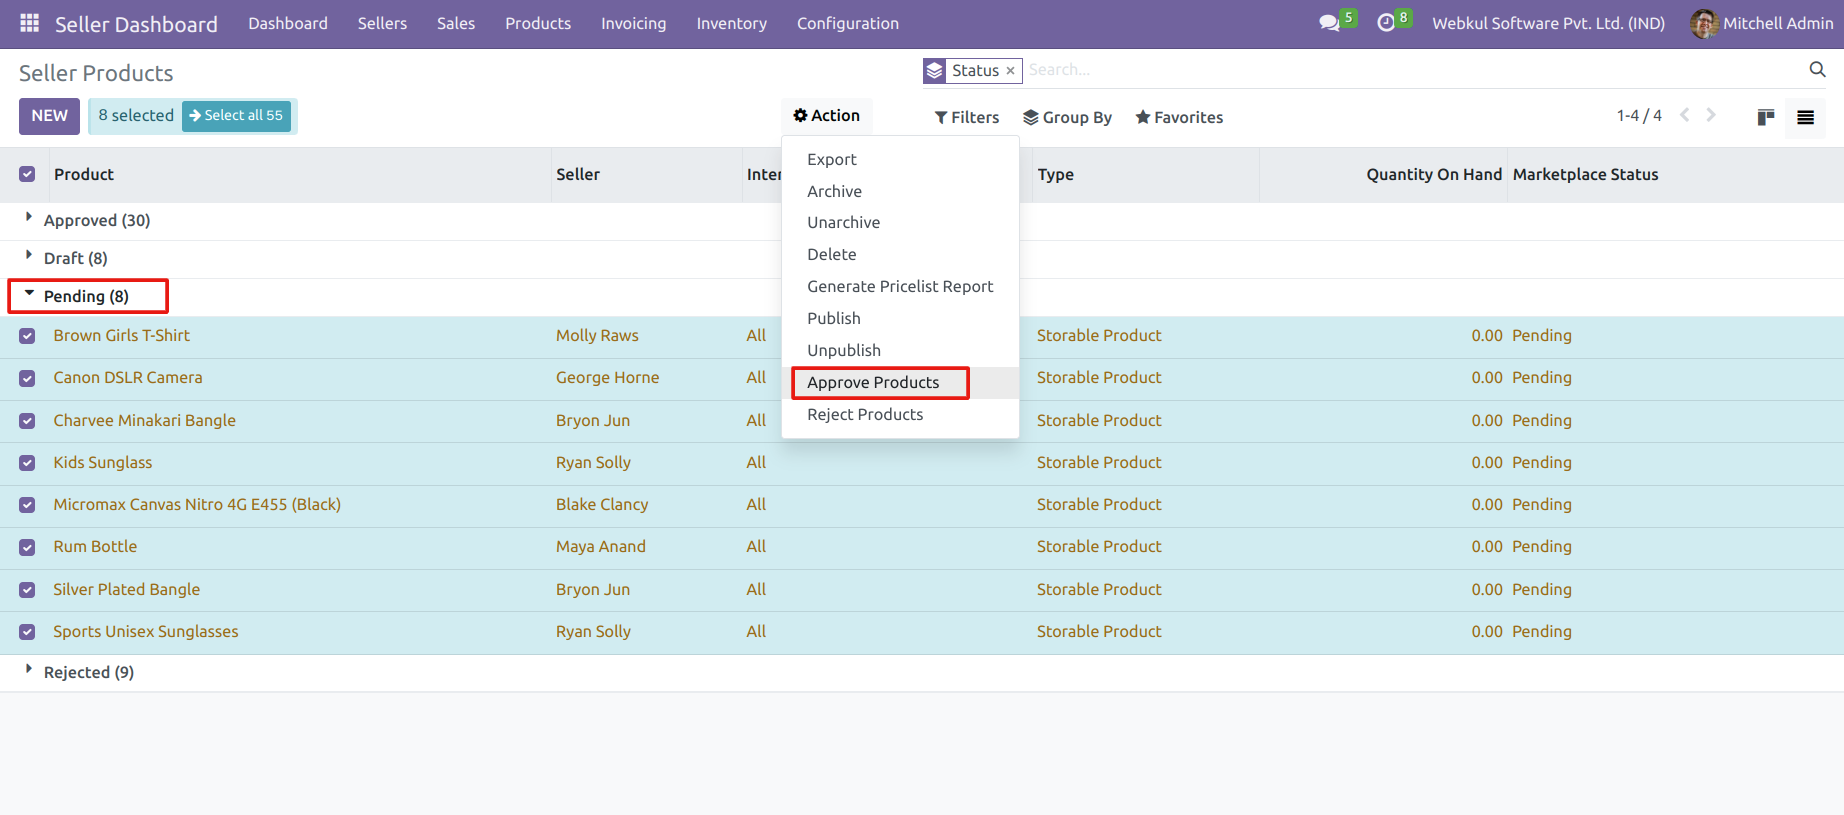 Seller Dashboard Dashboard Sellers Sales Products Invoicing Inventory Configuration 5 8 Webkul Software Pvt. Ltd. (IND) Mitchell Admin
Seller Products Status × Search...
NEW 8 selected Select all 55 Action Filters Group By Favorites 1-4 / 4
Product Seller Inter Type Quantity On Hand Marketplace Status
Export
Archive
Unarchive
Delete
Generate Pricelist Report
Publish
Unpublish
Approve Products
Reject Products
Approved (30)
Draft (8)
Pending (8)
Brown Girls T-Shirt Molly Raws All Storable Product 0.00 Pending
Canon DSLR Camera George Horne All Storable Product 0.00 Pending
Charvee Minakari Bangle Bryon Jun All Storable Product 0.00 Pending
Kids Sunglass Ryan Solly All Storable Product 0.00 Pending
Micromax Canvas Nitro 4G E455 (Black) Blake Clancy All Storable Product 0.00 Pending
Rum Bottle Maya Anand All Storable Product 0.00 Pending
Silver Plated Bangle Bryon Jun All Storable Product 0.00 Pending
Sports Unisex Sunglasses Ryan Solly All Storable Product 0.00 Pending
Rejected (9)